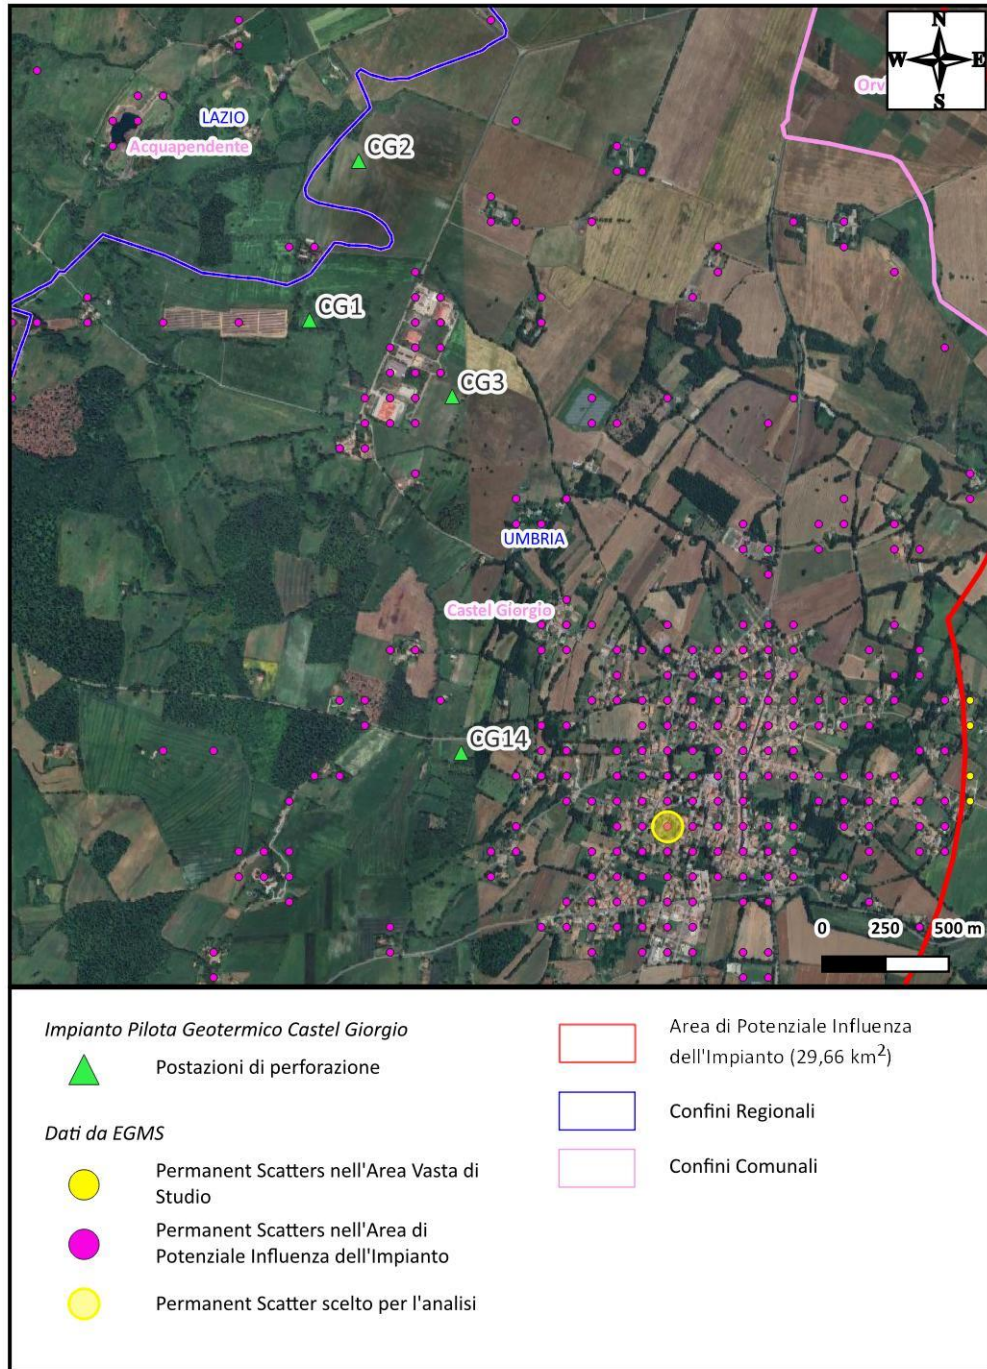 N
W E
S
Orv
LAZIO
Acquapendente
CG2
CG1
CG3
UMBRIA
Castel Giorgio
CG14
0 250 500 m
Impianto Pilota Geotermico Castel Giorgio
Postazioni di perforazione
Dati da EGMS
Permanent Scatters nell'Area Vasta di
Studio
Permanent Scatters nell'Area di
Potenziale Influenza dell'Impianto
Permanent Scatter scelto per l'analisi
Area di Potenziale Influenza
dell'Impianto (29,66 km²)
Confini Regionali
Confini Comunali